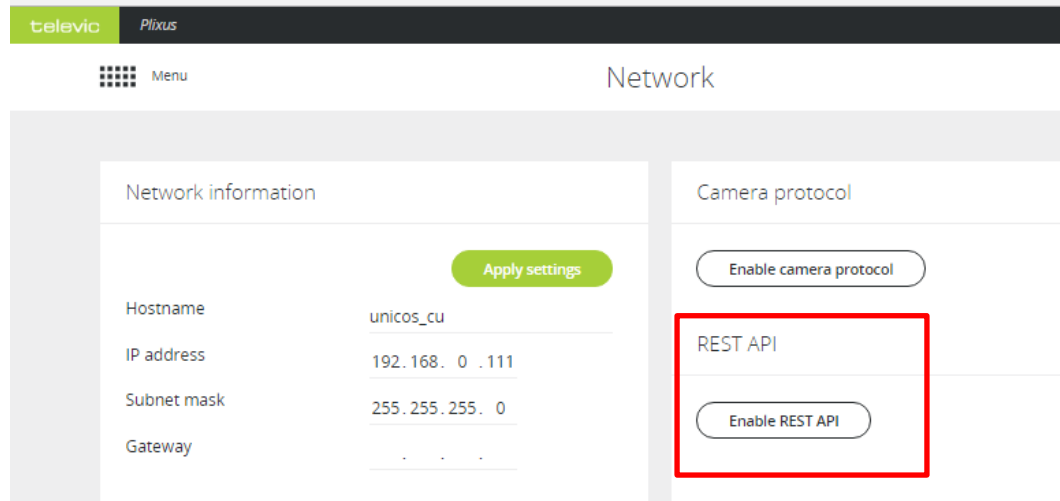 televic Plixus
Menu
Network
Network information
Apply settings
Hostname unicos_cu
IP address 192.168. 0 .111
Subnet mask 255.255.255. 0
Gateway . . .
Camera protocol
Enable camera protocol
REST API
Enable REST API